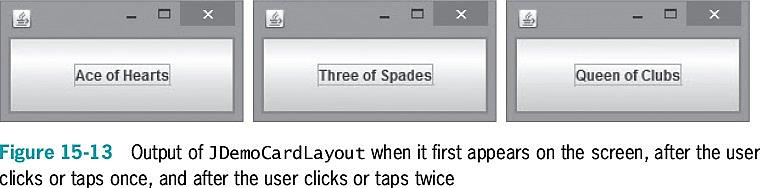 Ace of Hearts
Three of Spades
Queen of Clubs
Figure 15-13 Output of JDemoCardLayout when it first appears on the screen, after the user
clicks or taps once, and after the user clicks or taps twice